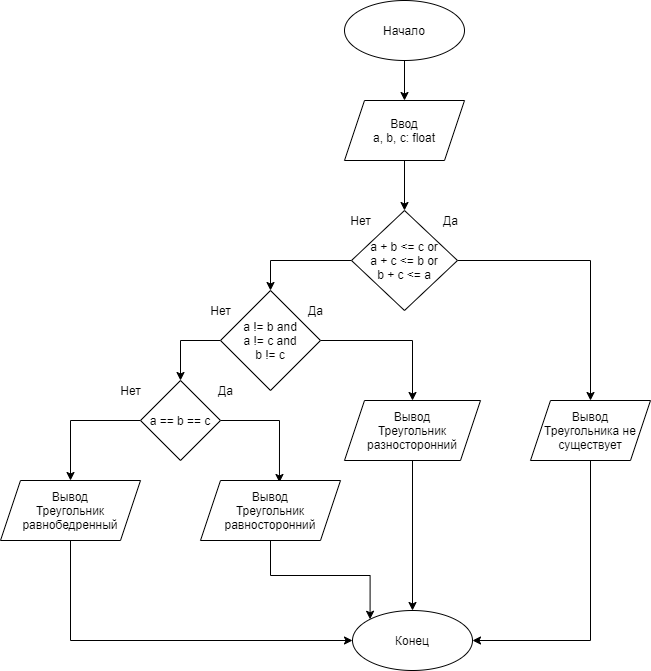 Начало
Ввод
a, b, c: float
Нет
Да
a + b <= c or
a + c <= b or
b + c <= a
Нет
Да
a != b and
a != c and
b != c
Нет
Да
a == b == c
Вывод
Треугольник
разносторонний
Вывод
Треугольника не
существует
Вывод
Треугольник
равнобедренный
Вывод
Треугольник
равносторонний
Конец